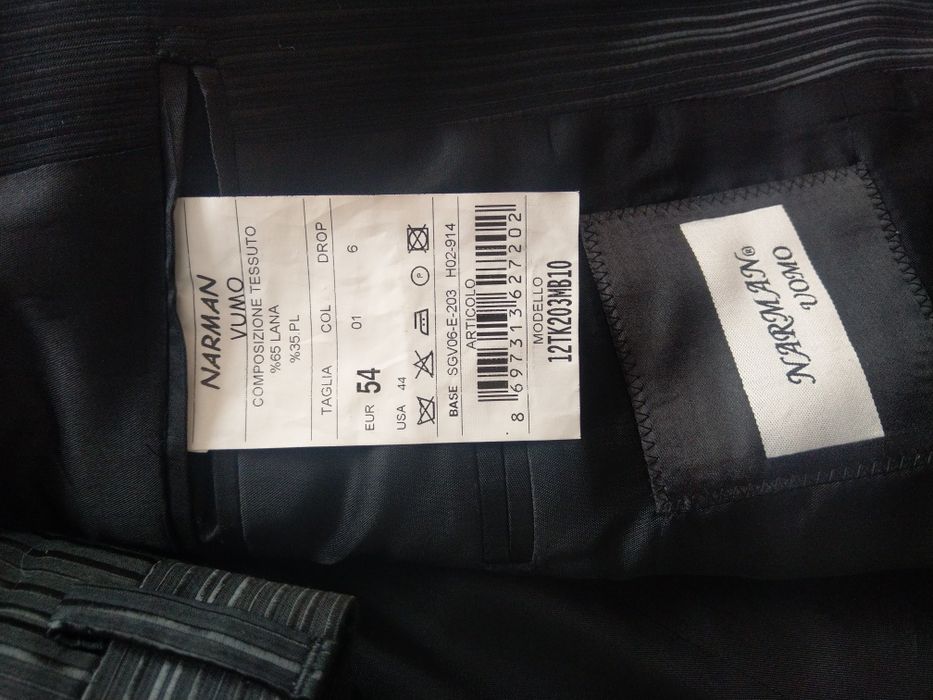 NARMAN
VUMO
COMPOSIZIONE TESSUTO
%65 LANA
%35.PL
TAGLIA COL DROP
EUR 54 01 6
USA 44
P
BASE SGV06-E-203 H02-914
ARTICOLO
8 697313 627202
MODELLO
12TK203MB10
NARMAN®
UOMO